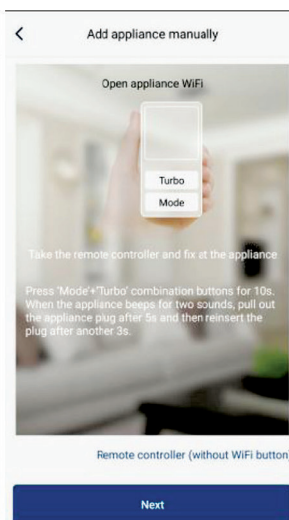 Add appliance manually
Open appliance WiFi
Turbo
Mode
Take the remote controller and fix at the appliance
Press 'Mode'+'Turbo' combination buttons for 10s.
When the appliance beeps for two sounds, pull out
the appliance plug after 5s and then reinsert the
plug after another 3s.
Remote controller (without WiFi button)
Next